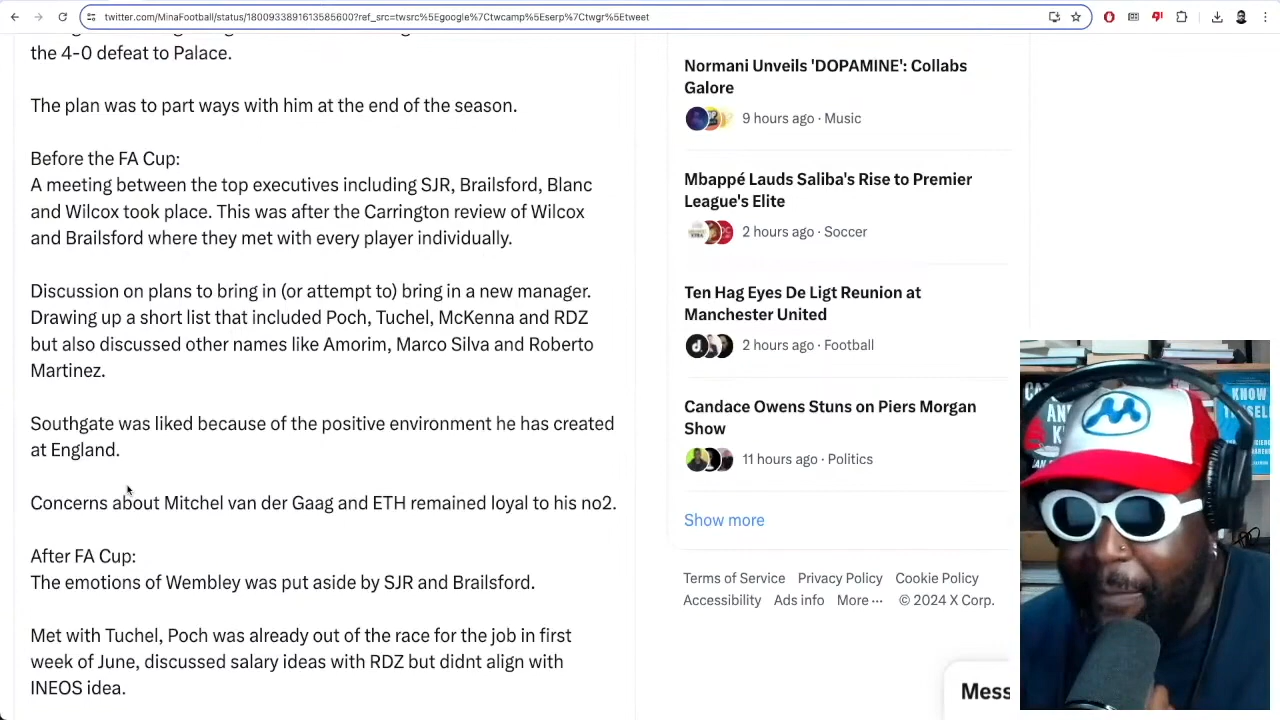 twitter.com/MinaFootball/status/1800933891613585600?ref_src=twsrc%5Egoogle%7Ctwcamp%5Eserp%7Ctwgr%5Etweet
the 4-0 defeat to Palace.
The plan was to part ways with him at the end of the season.
Before the FA Cup:
A meeting between the top executives including SJR, Brailsford, Blanc
and Wilcox took place. This was after the Carrington review of Wilcox
and Brailsford where they met with every player individually.
Discussion on plans to bring in (or attempt to) bring in a new manager.
Drawing up a short list that included Poch, Tuchel, McKenna and RDZ
but also discussed other names like Amorim, Marco Silva and Roberto
Martinez.
Southgate was liked because of the positive environment he has created
at England.
Concerns about Mitchel van der Gaag and ETH remained loyal to his no2.
After FA Cup:
The emotions of Wembley was put aside by SJR and Brailsford.
Met with Tuchel, Poch was already out of the race for the job in first
week of June, discussed salary ideas with RDZ but didnt align with
INEOS idea.
Normani Unveils 'DOPAMINE': Collabs
Galore
9 hours ago · Music
Mbappé Lauds Saliba's Rise to Premier
League's Elite
2 hours ago · Soccer
Ten Hag Eyes De Ligt Reunion at
Manchester United
2 hours ago · Football
Candace Owens Stuns on Piers Morgan
Show
11 hours ago · Politics
Show more
Terms of Service Privacy Policy Cookie Policy
Accessibility Ads info More ··· © 2024 X Corp.
Mess
KNOW